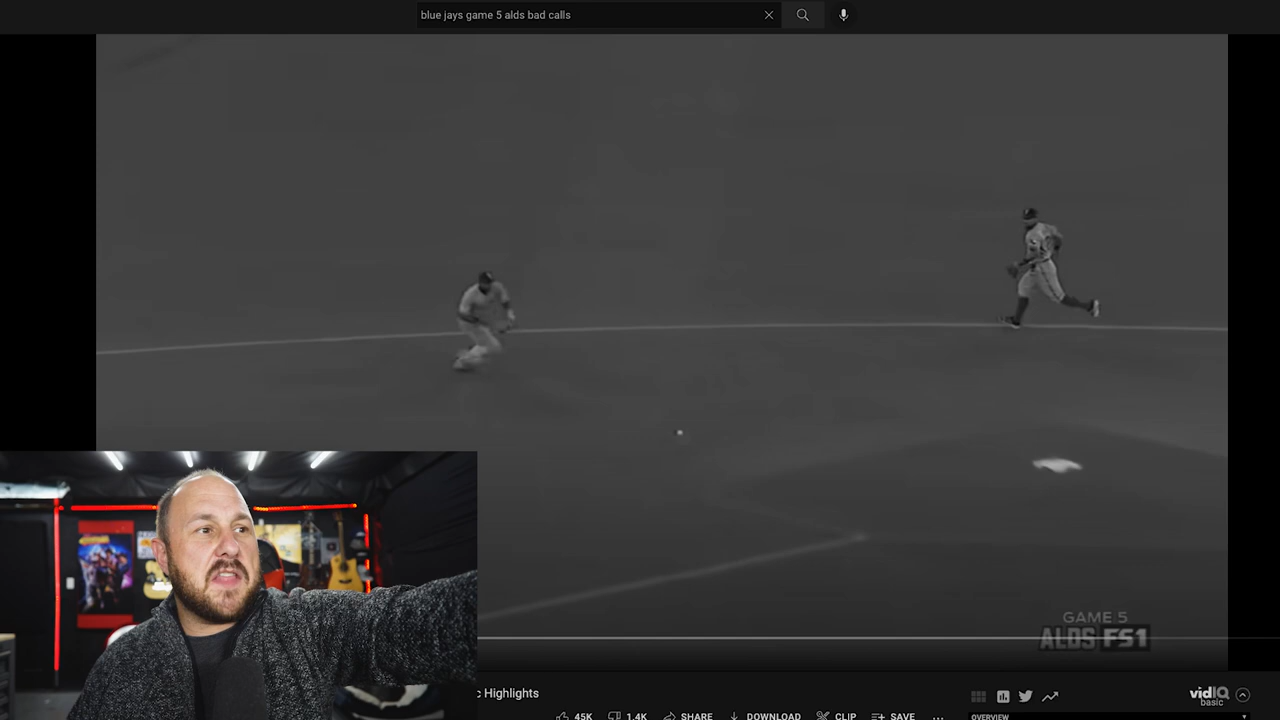 blue jays game 5 alds bad calls
GAME 5
ALDS FS1
c Highlights
45K 1.4K SHARE DOWNLOAD CLIP SAVE ...
vidIQ
basic
OVERVIEW